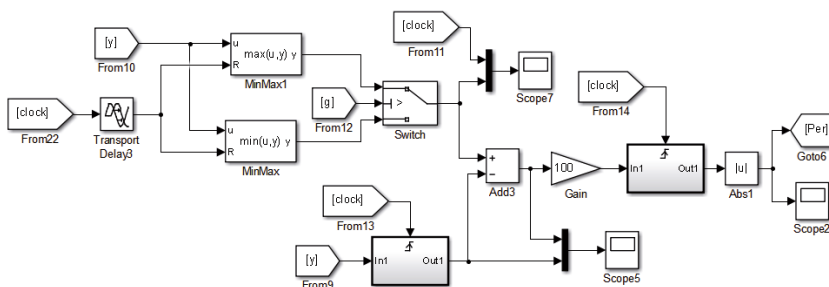 [y]
From10
u
R
max(u,y) y
MinMax1
[clock]
From11
Scope7
[clock]
From22
Transport
Delay3
u
R
min(u,y) y
MinMax
[g]
From12
>
Switch
[clock]
From14
[Per]
Goto6
+
−
Add3
100
Gain
In1
Out1
|u|
Abs1
Scope2
[clock]
From13
[y]
From9
In1
Out1
Scope5